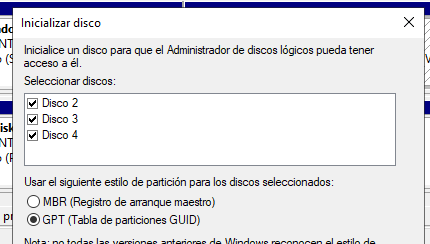 Inicializar disco
Inicialice un disco para que el Administrador de discos lógicos pueda tener
acceso a él.
Seleccionar discos:
Disco 2
Disco 3
Disco 4
Usar el siguiente estilo de partición para los discos seleccionados:
MBR (Registro de arranque maestro)
GPT (Tabla de particiones GUID)
Nota: no todas las versiones anteriores de Windows reconocen el estilo de